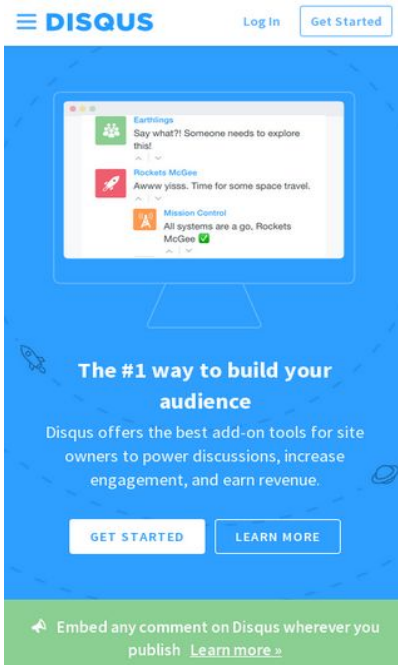 DISQUS
Log In
Get Started
Earthlings
Say what?! Someone needs to explore
this!
Rockets McGee
Awww yisss. Time for some space travel.
Mission Control
All systems are a go, Rockets
McGee ✅
The #1 way to build your
audience
Disqus offers the best add-on tools for site
owners to power discussions, increase
engagement, and earn revenue.
GET STARTED
LEARN MORE
Embed any comment on Disqus wherever you
publish Learn more »